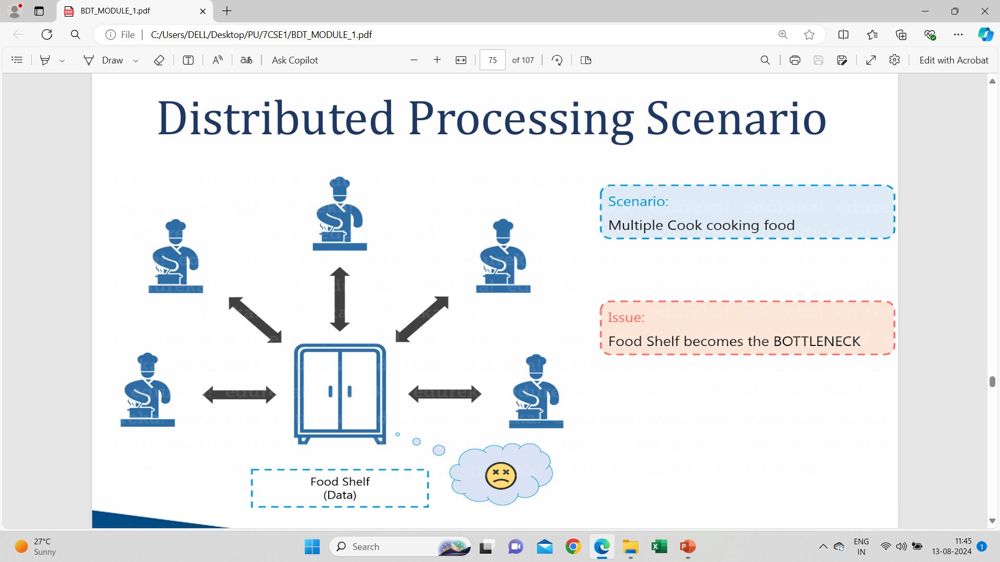 BDT_MODULE_1.pdf
File
C:/Users/DELL/Desktop/PU/7CSE1/BDT_MODULE_1.pdf
Draw
Ask Copilot
75 of 107
Edit with Acrobat
Distributed Processing Scenario
Scenario:
Multiple Cook cooking food
Issue:
Food Shelf becomes the BOTTLENECK
Food Shelf
(Data)
27°C
Sunny
Search
ENG
IN
11:45
13-08-2024
1